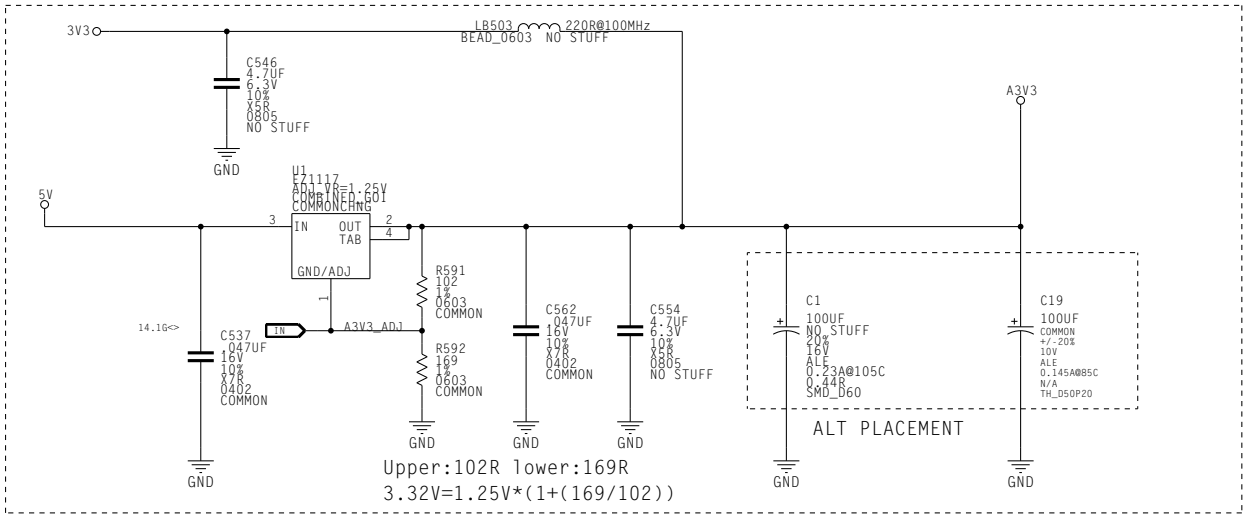 3V3
LB503 220R@100MHz
BEAD_0603 NO STUFF
C546
4.7UF
6.3V
10%
X5R
0805
NO STUFF
GND
A3V3
U1
EZ1117
ADJ_VR=1.25V
COMBINED_GOI
COMMONCHNG
5V
3 IN OUT 2
TAB 4
GND/ADJ
1
R591
102
1%
0603
COMMON
14.1G<>
IN A3V3_ADJ
C537
.047UF
16V
10%
X7R
0402
COMMON
GND
R592
169
1%
0603
COMMON
GND
C562
.047UF
16V
10%
X7R
0402
COMMON
GND
C554
4.7UF
6.3V
10%
X5R
0805
NO STUFF
GND
C1
100UF
NO STUFF
20%
16V
ALE
0.23A@105C
0.44R
SMD_D60
GND
C19
100UF
COMMON
+/-20%
10V
ALE
0.145A@85C
N/A
TH_D50P20
GND
ALT PLACEMENT
Upper:102R lower:169R
3.32V=1.25V*(1+(169/102))